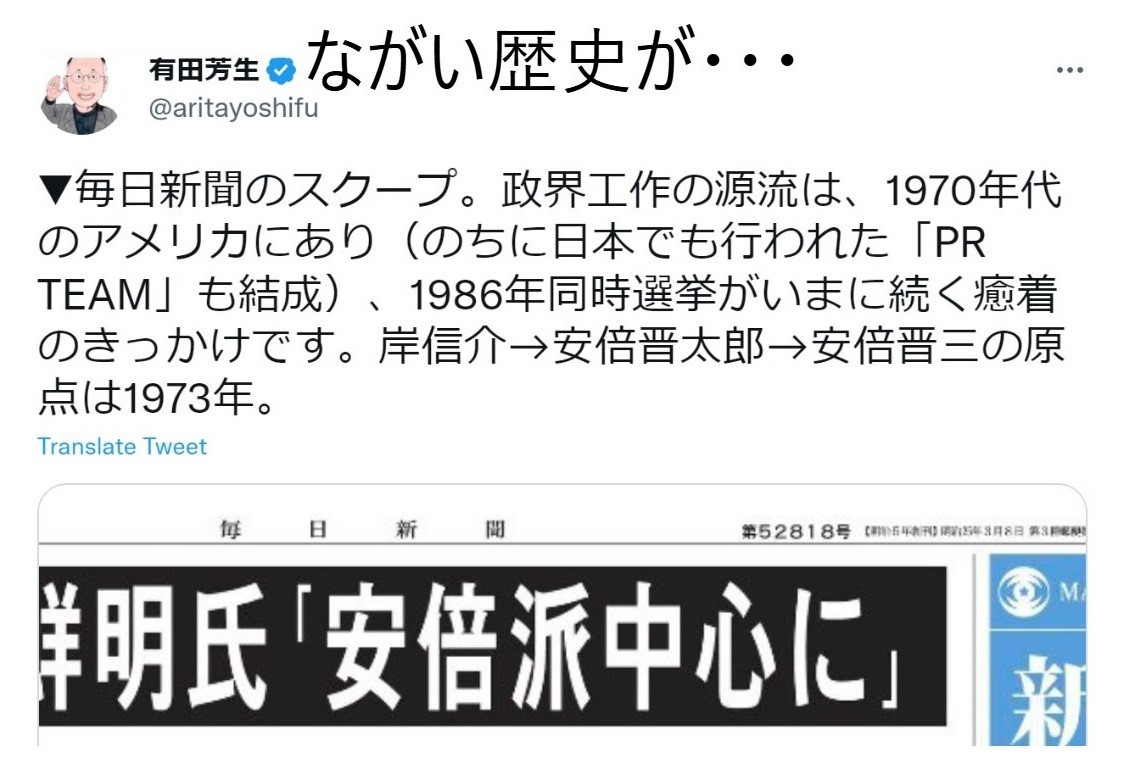 有田芳生
ながい歴史が・・・
@aritayoshifu
▼毎日新聞のスクープ。政界工作の源流は、1970年代
のアメリカにあり（のちに日本でも行われた「PR
TEAM」も結成）、1986年同時選挙がいまに続く癒着
のきっかけです。岸信介→安倍晋太郎→安倍晋三の原
点は1973年。
Translate Tweet
毎日新聞
第52818号
鮮明氏「安倍派中心に」
MA
新